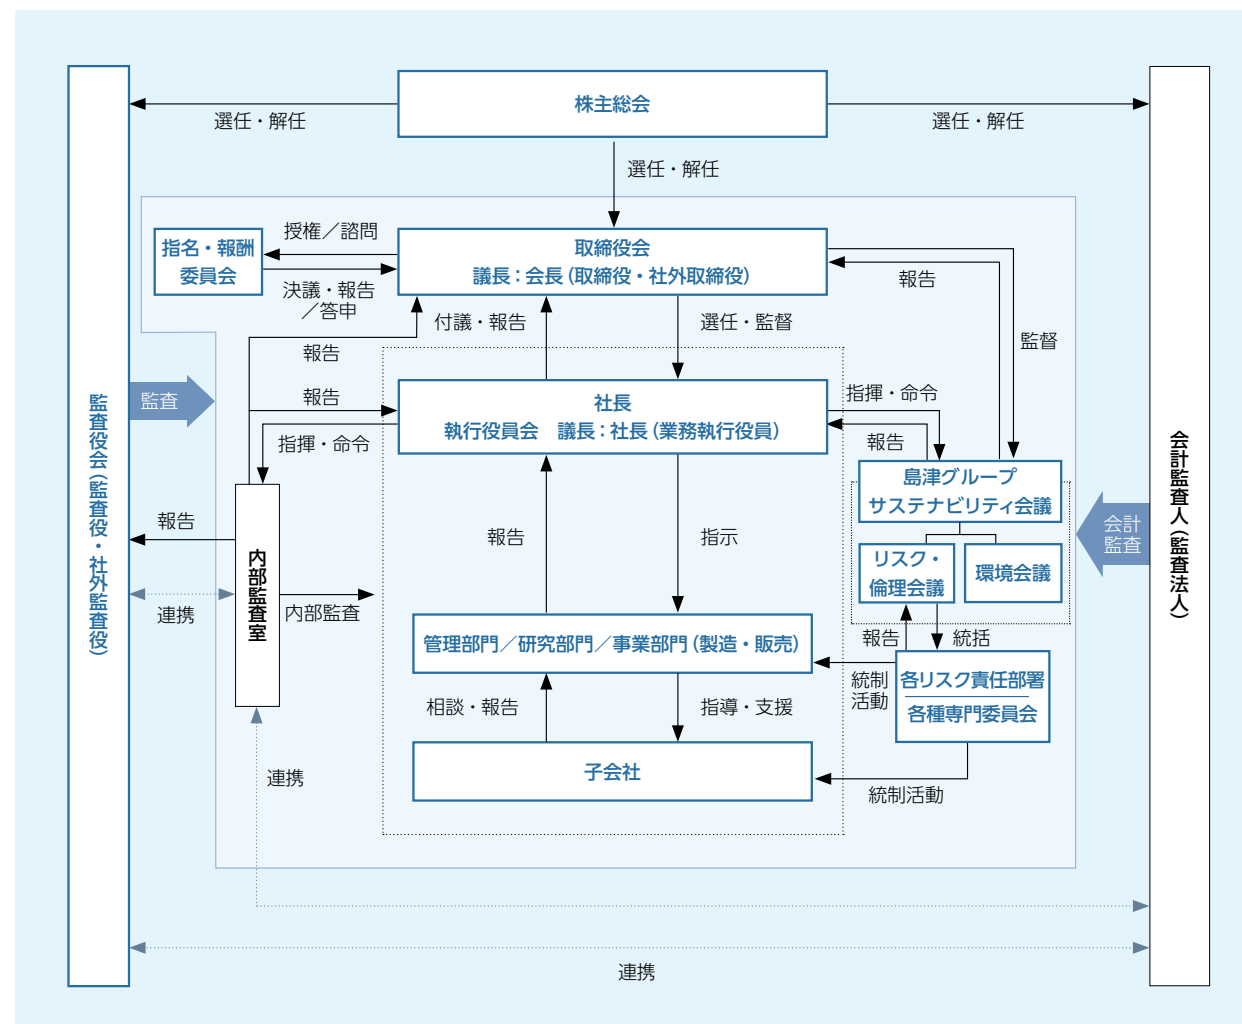 株主総会
選任・解任
選任・解任
選任・解任
指名・報酬
委員会
授権／諮問
決議・報告
／答申
取締役会
議長：会長（取締役・社外取締役）
報告
監督
付議・報告
選任・監督
報告
報告
指揮・命令
社長
執行役員会　議長：社長（業務執行役員）
指揮・命令
報告
監査
監査役会（監査役・社外監査役）
会計監査人（監査法人）
会計
監査
島津グループ
サステナビリティ会議
リスク・
倫理会議
環境会議
報告
連携
内部監査室
内部監査
報告
指示
管理部門／研究部門／事業部門（製造・販売）
報告
統括
各リスク責任部署
各種専門委員会
統制
活動
相談・報告
指導・支援
子会社
統制活動
連携
連携